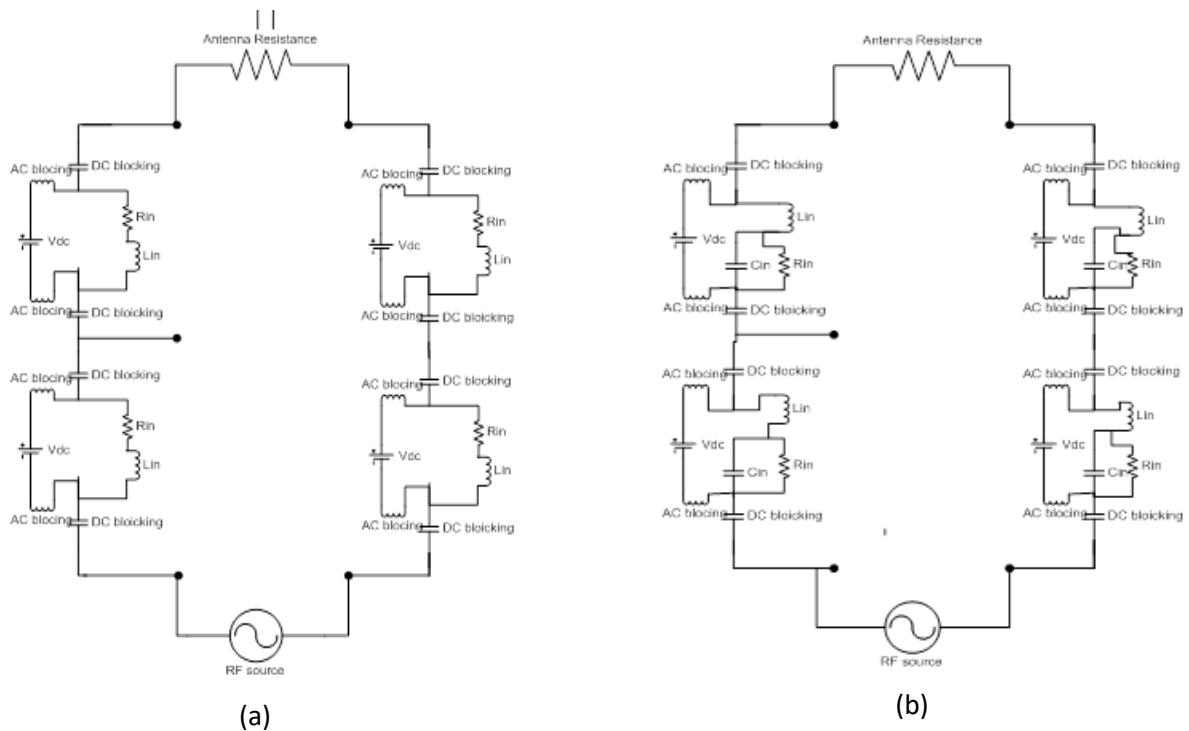 Antenna Resistance
AC blocing
DC blocking
Rin
Vdc
Lin
AC blocing
DC bloicking
AC blocing
DC blocking
Rin
Vdc
Lin
AC blocing
DC bloicking
AC blocing
DC blocking
Rin
Vdc
Lin
AC blocing
DC bloicking
AC blocing
DC blocking
Rin
Vdc
Lin
AC blocing
DC bloicking
RF source
(a)
Antenna Resistance
AC blocing
DC blocking
Lin
Vdc
Cin
Rin
AC blocing
DC bloicking
AC blocing
DC blocking
Lin
Vdc
Cin
Rin
AC blocing
DC bloicking
AC blocing
DC blocking
Lin
Vdc
Cin
Rin
AC blocing
DC bloicking
AC blocing
DC blocking
Lin
Vdc
Cin
Rin
AC blocing
DC bloicking
RF source
(b)